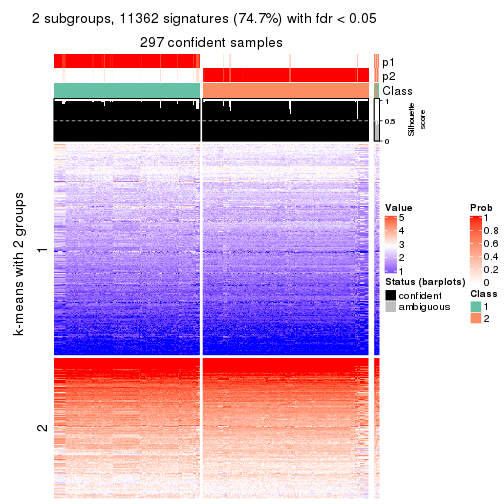 2 subgroups, 11362 signatures (74.7%) with fdr < 0.05
297 confident samples
p1
p2
Class
1
0.5
0
Silhouette
score
k-means with 2 groups
1
2
Value
5
4
3
2
1
Prob
1
0.8
0.6
0.4
0.2
0
Status (barplots)
confident
ambiguous
Class
1
2